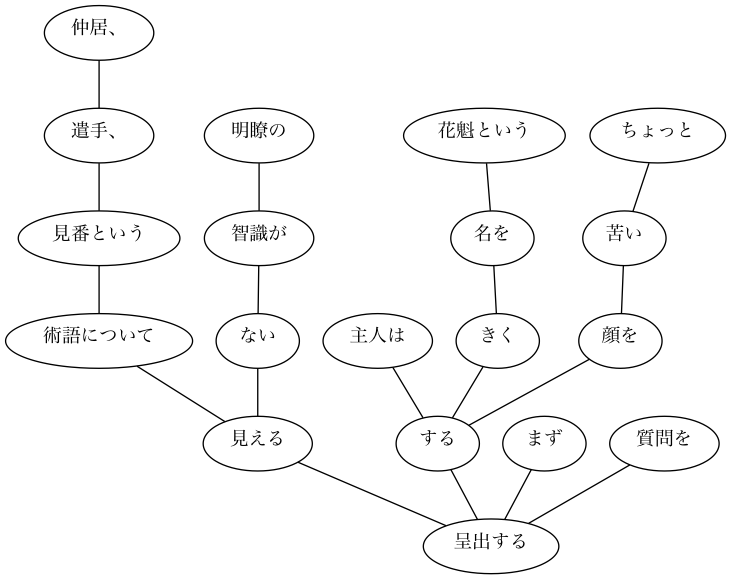 仲居、
遣手、
明瞭の
花魁という
ちょっと
見番という
智識が
名を
苦い
術語について
ない
主人は
きく
顔を
見える
する
まず
質問を
呈出する